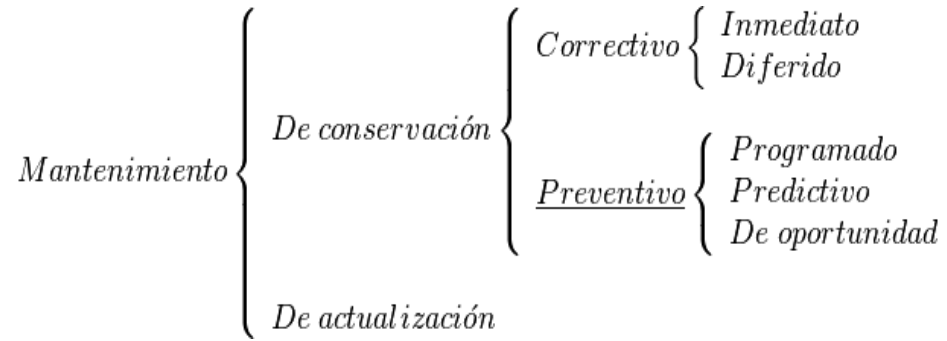 Mantenimiento
De conservación
Correctivo
Inmediato
Diferido
Preventivo
Programado
Predictivo
De oportunidad
De actualización